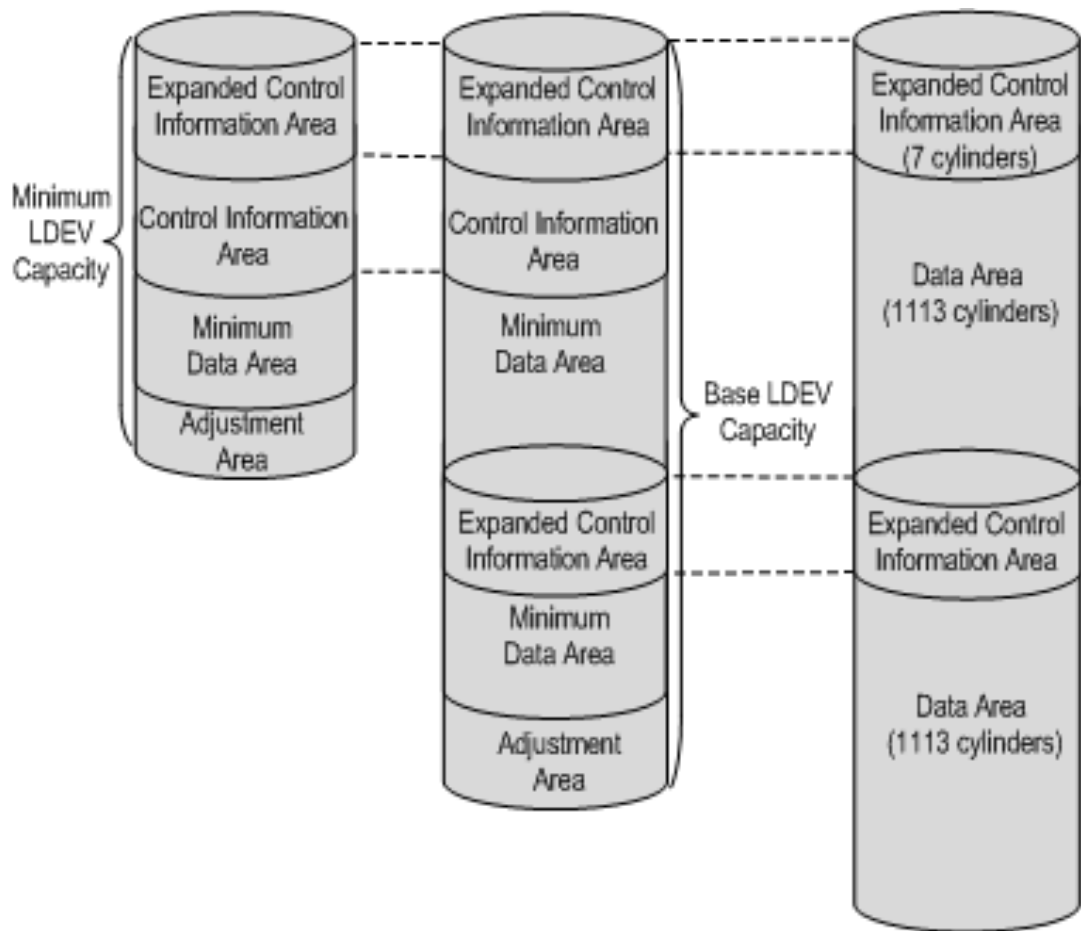 Minimum
LDEV
Capacity
Expanded Control
Information Area
Control Information
Area
Minimum
Data Area
Adjustment
Area
Expanded Control
Information Area
Control Information
Area
Minimum
Data Area
Expanded Control
Information Area
Minimum
Data Area
Adjustment
Area
Base LDEV
Capacity
Expanded Control
Information Area
(7 cylinders)
Data Area
(1113 cylinders)
Expanded Control
Information Area
Data Area
(1113 cylinders)